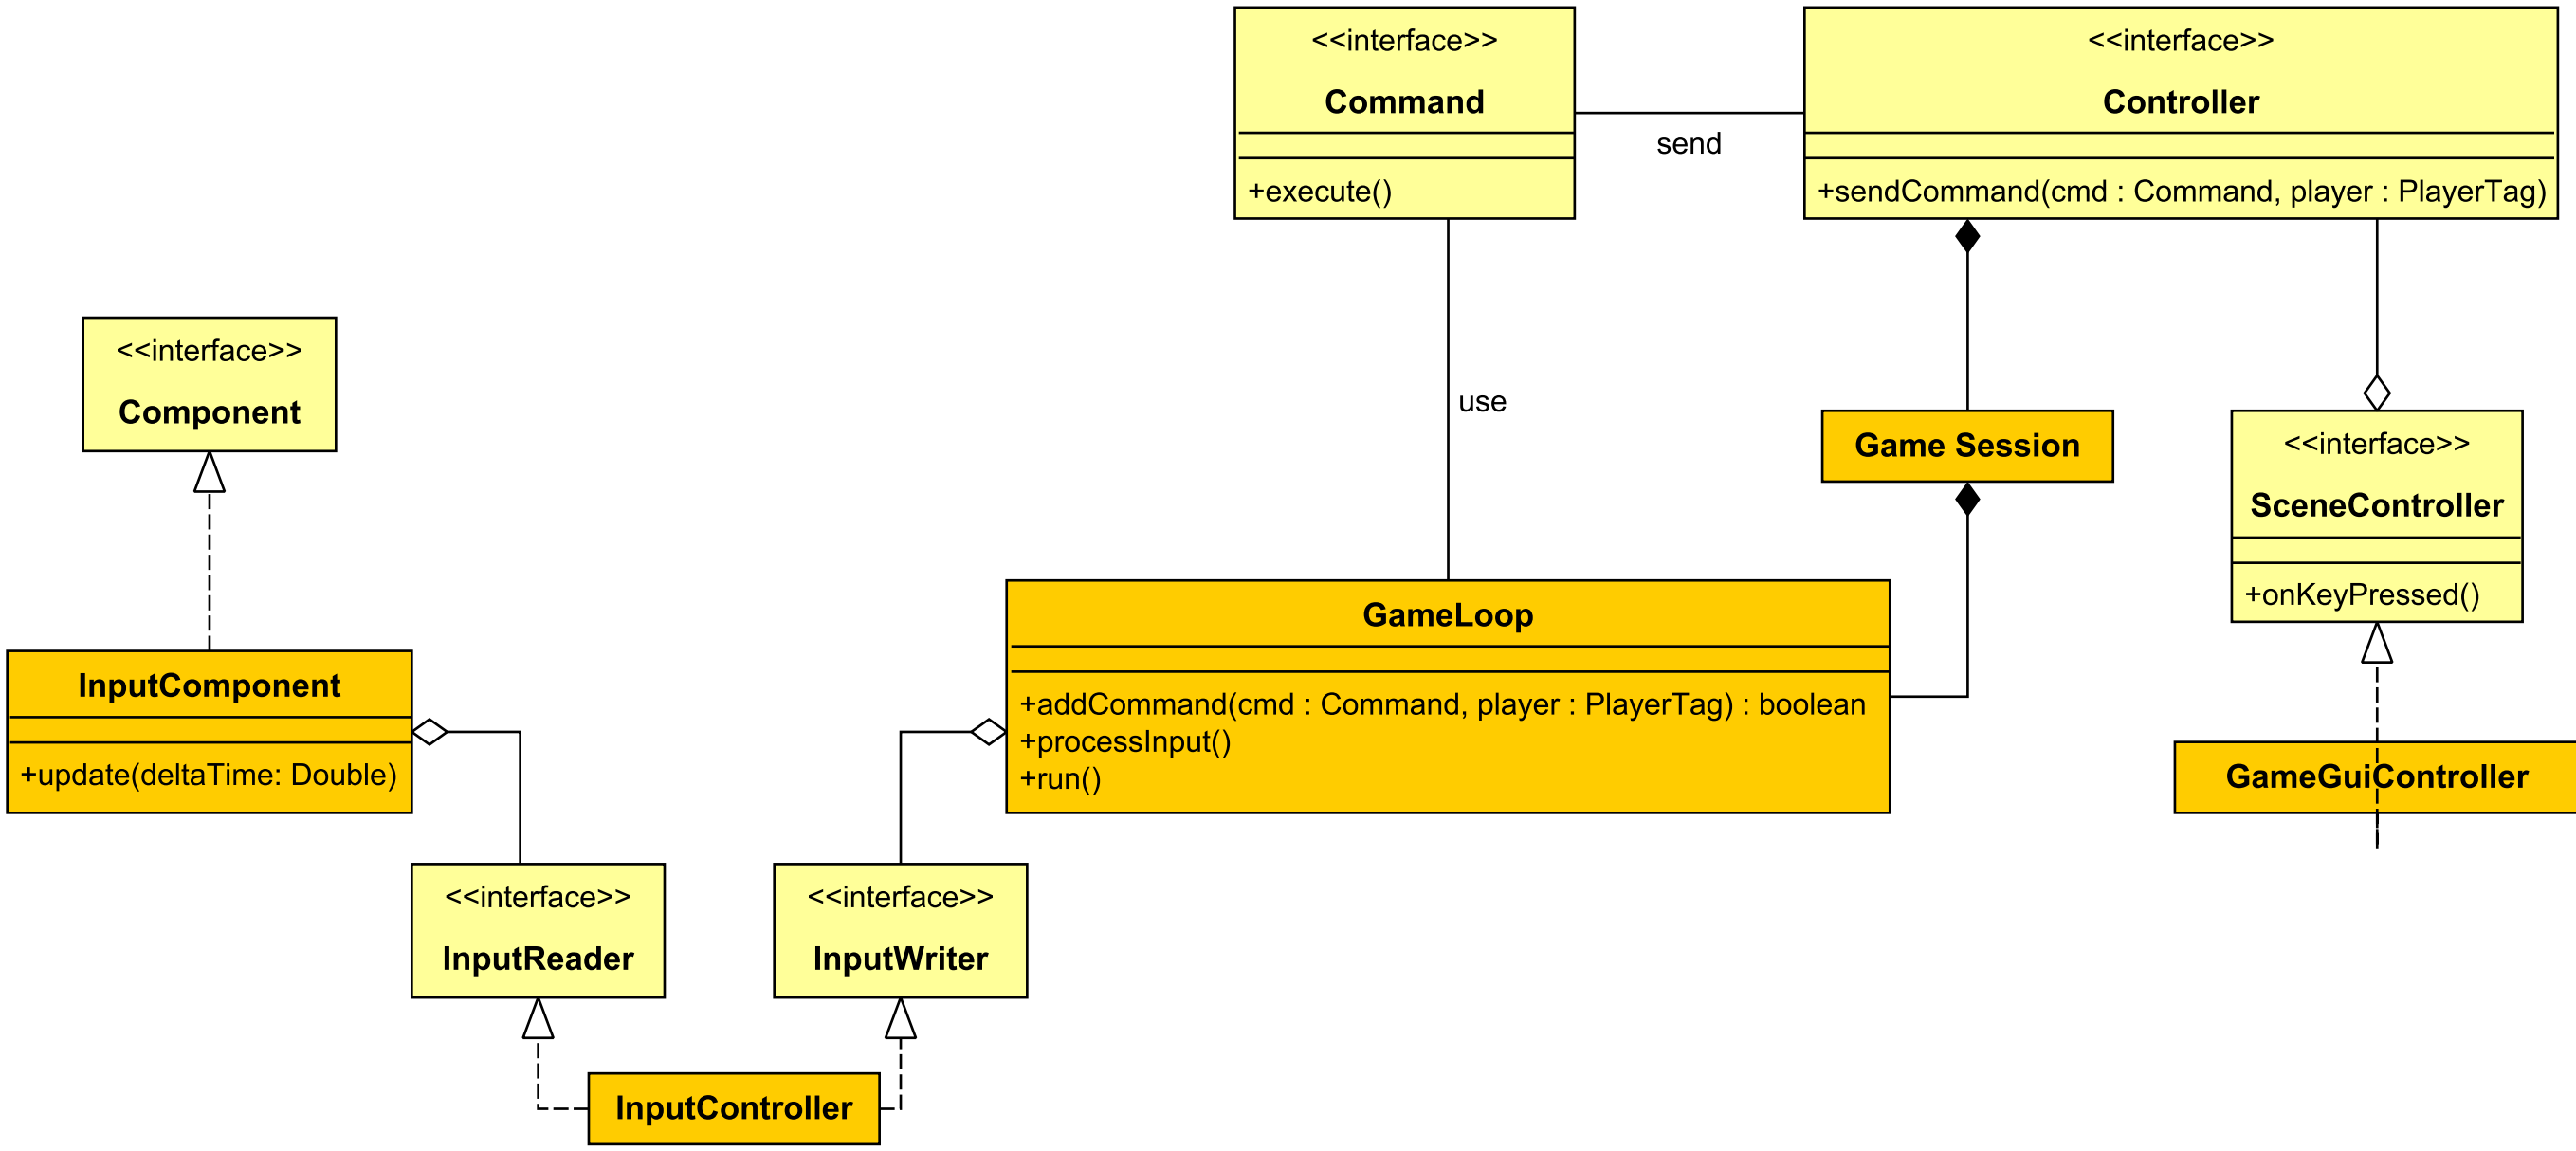 <<interface>>
Command
+execute()
send
<<interface>>
Controller
+sendCommand(cmd : Command, player : PlayerTag)
<<interface>>
Component
use
Game Session
<<interface>>
SceneController
+onKeyPressed()
InputComponent
+update(deltaTime: Double)
GameLoop
+addCommand(cmd : Command, player : PlayerTag) : boolean
+processInput()
+run()
GameGuiController
<<interface>>
InputReader
<<interface>>
InputWriter
InputController